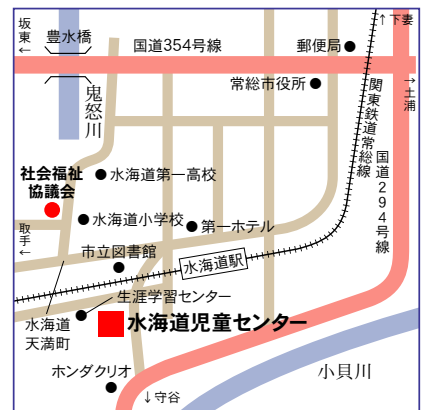 坂東←
豊水橋
国道354号線
郵便局
↑下妻
常総市役所
→土浦
鬼怒川
関東鉄道常総線
国道294号線
社会福祉
協議会
水海道第一高校
水海道小学校
第一ホテル
取手←
市立図書館
水海道駅
生涯学習センター
水海道
天満町
水海道児童センター
ホンダクリオ
↓守谷
小貝川